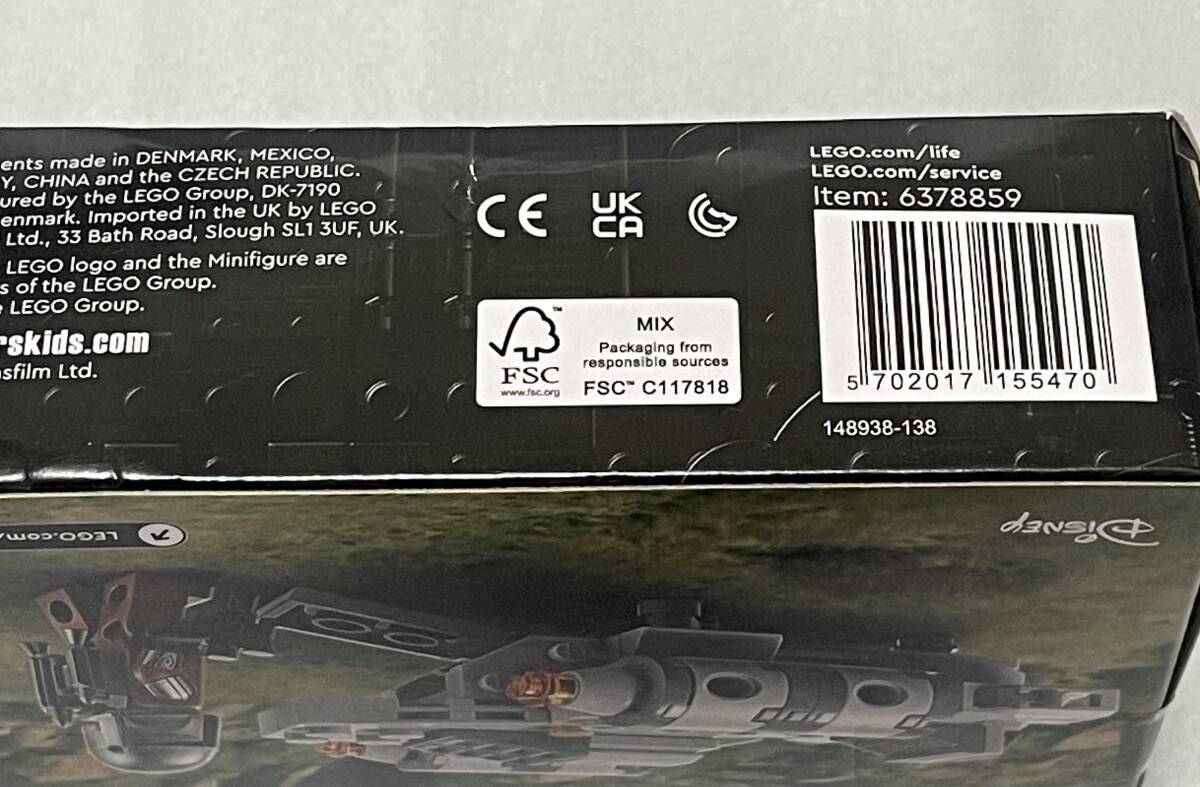 ents made in DENMARK, MEXICO,
Y, CHINA and the CZECH REPUBLIC.
ured by the LEGO Group, DK-7190
enmark. Imported in the UK by LEGO
Ltd., 33 Bath Road, Slough SL1 3UF, UK.
LEGO logo and the Minifigure are
s of the LEGO Group.
e LEGO Group.
rskids.com
sfilm Ltd.
CE
UK
CA
FSC™
www.fsc.org
MIX
Packaging from
responsible sources
FSC™ C117818
LEGO.com/life
LEGO.com/service
Item: 6378859
5 702017 155470
148938-138
Disney
LEGO.com/